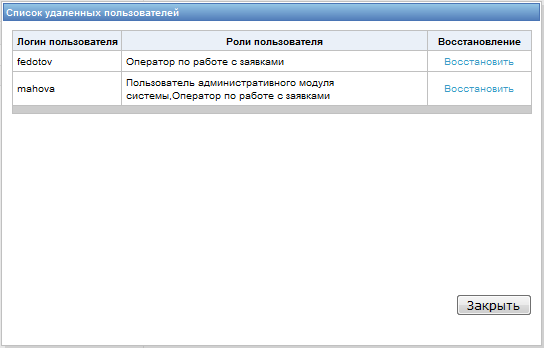 Список удаленных пользователей
Логин пользователя Роли пользователя Восстановление
fedotov Оператор по работе с заявками Восстановить
mahova Пользователь административного модуля системы,Оператор по работе с заявками Восстановить
Закрыть